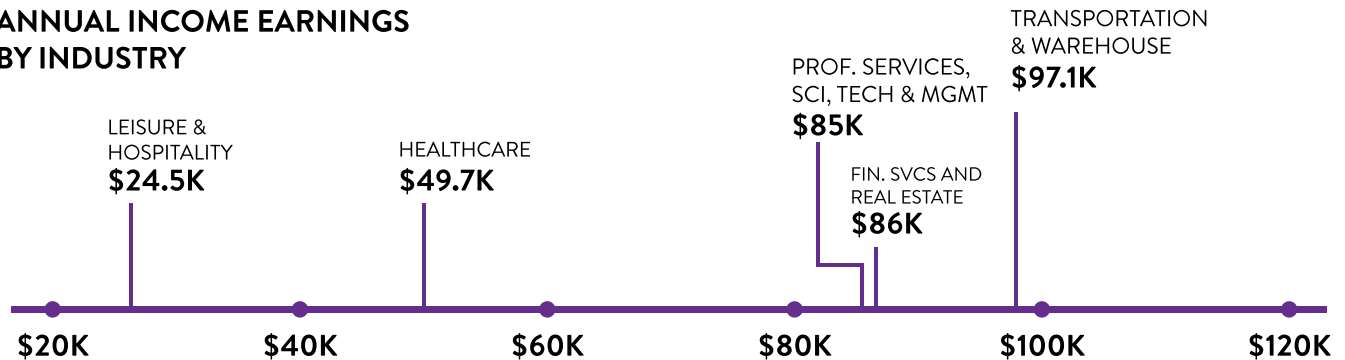 ANNUAL INCOME EARNINGS
BY INDUSTRY
LEISURE &
HOSPITALITY
$24.5K
HEALTHCARE
$49.7K
PROF. SERVICES,
SCI, TECH & MGMT
$85K
FIN. SVCS AND
REAL ESTATE
$86K
TRANSPORTATION
& WAREHOUSE
$97.1K
$20K
$40K
$60K
$80K
$100K
$120K